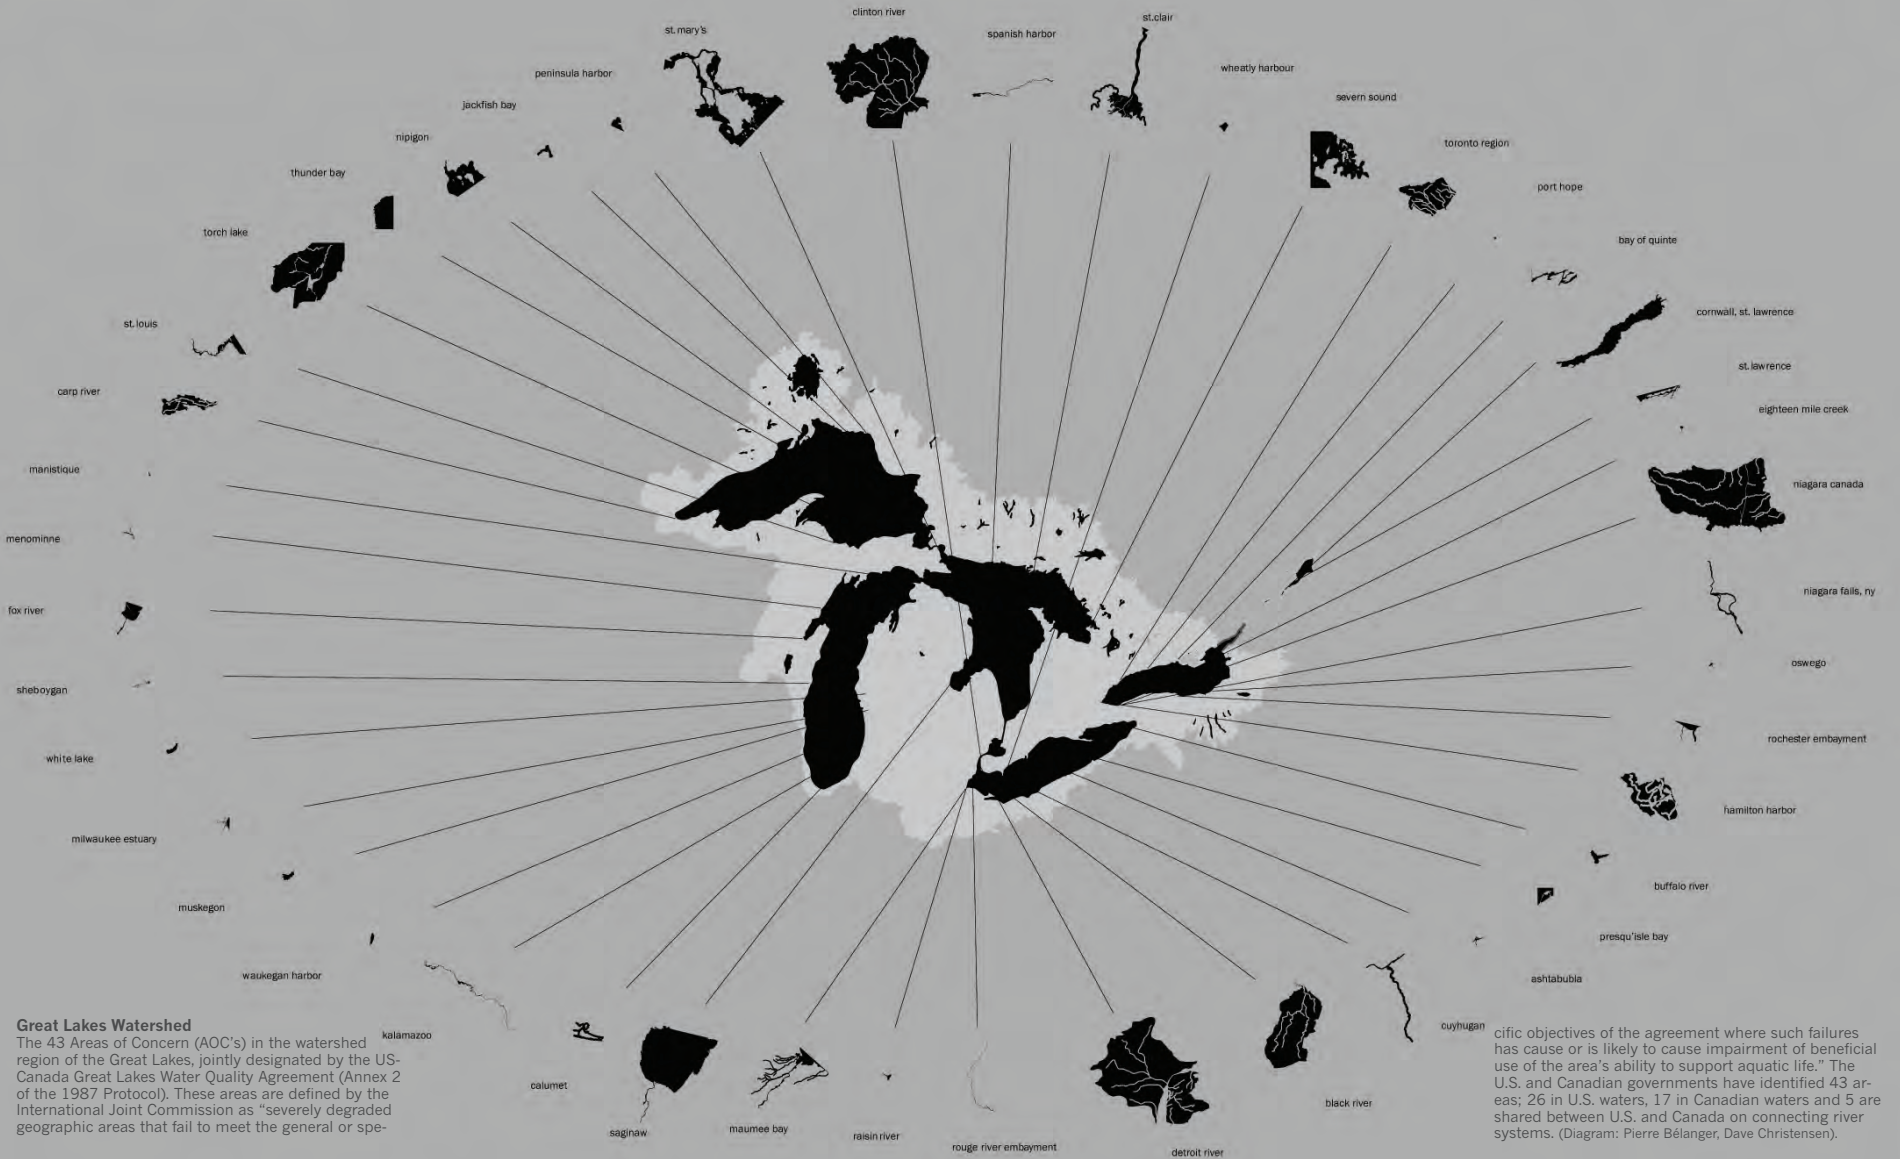 clinton river
st.clair
st. mary's
spanish harbor
peninsula harbor
wheatly harbour
jackfish bay
severn sound
nipigon
toronto region
thunder bay
port hope
torch lake
bay of quinte
cornwall, st. lawrence
st. louis
st. lawrence
carp river
eighteen mile creek
manistique
niagara canada
menominne
niagara falls, ny
fox river
oswego
sheboygan
rochester embayment
white lake
hamilton harbor
milwaukee estuary
buffalo river
muskegon
presqu'isle bay
waukegan harbor
ashtabubla
kalamazoo
cuyhugan
calumet
black river
saginaw
maumee bay
raisin river
rouge river embayment
detroit river
Great Lakes Watershed
The 43 Areas of Concern (AOC's) in the watershed
region of the Great Lakes, jointly designated by the US-
Canada Great Lakes Water Quality Agreement (Annex 2
of the 1987 Protocol). These areas are defined by the
International Joint Commission as “severely degraded
geographic areas that fail to meet the general or spe-
cific objectives of the agreement where such failures
has cause or is likely to cause impairment of beneficial
use of the area's ability to support aquatic life.” The
U.S. and Canadian governments have identified 43 ar-
eas; 26 in U.S. waters, 17 in Canadian waters and 5 are
shared between U.S. and Canada on connecting river
systems. (Diagram: Pierre Bélanger, Dave Christensen).